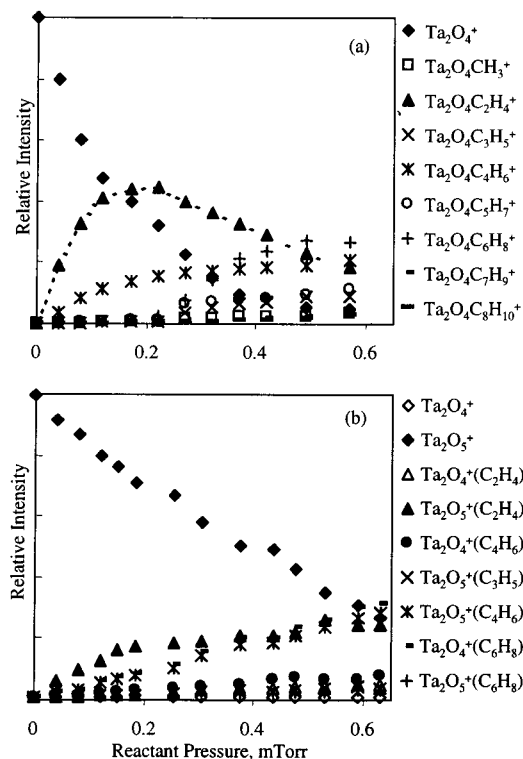 (a)
Relative Intensity
Ta₂O₄⁺
Ta₂O₄CH₃⁺
Ta₂O₄C₂H₄⁺
Ta₂O₄C₃H₅⁺
Ta₂O₄C₄H₆⁺
Ta₂O₄C₅H₇⁺
Ta₂O₄C₆H₈⁺
Ta₂O₄C₇H₉⁺
Ta₂O₄C₈H₁₀⁺
0 0.2 0.4 0.6
(b)
Relative Intensity
Ta₂O₄⁺
Ta₂O₅⁺
Ta₂O₄⁺(C₂H₄)
Ta₂O₅⁺(C₂H₄)
Ta₂O₄⁺(C₄H₆)
Ta₂O₅⁺(C₃H₅)
Ta₂O₅⁺(C₄H₆)
Ta₂O₄⁺(C₆H₈)
Ta₂O₅⁺(C₆H₈)
0 0.2 0.4 0.6
Reactant Pressure, mTorr